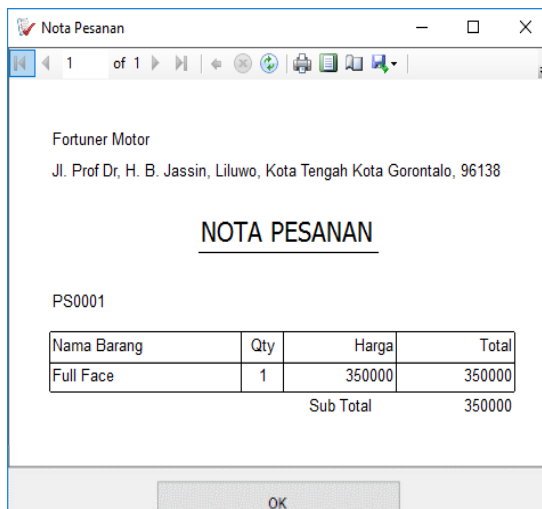 Nota Pesanan
1 of 1
Fortuner Motor
Jl. Prof Dr, H. B. Jassin, Liluwo, Kota Tengah Kota Gorontalo, 96138
NOTA PESANAN
PS0001
Nama Barang Qty Harga Total
Full Face 1 350000 350000
Sub Total 350000
OK